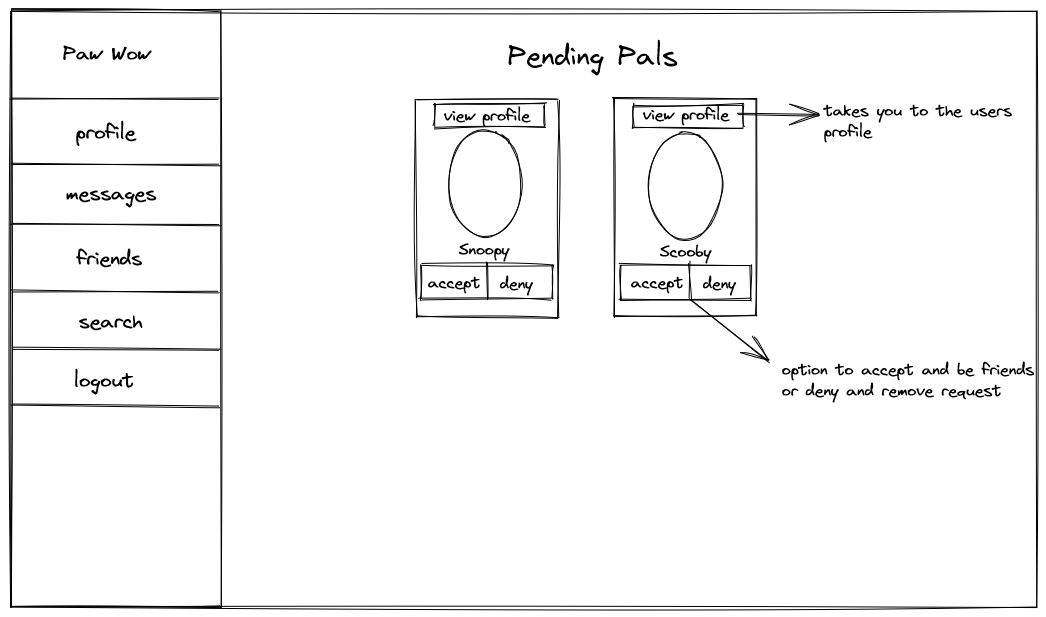 Paw Wow
profile
messages
friends
search
logout
Pending Pals
view profile
Snoopy
accept deny
view profile
Scooby
accept deny
takes you to the users
profile
option to accept and be friends
or deny and remove request